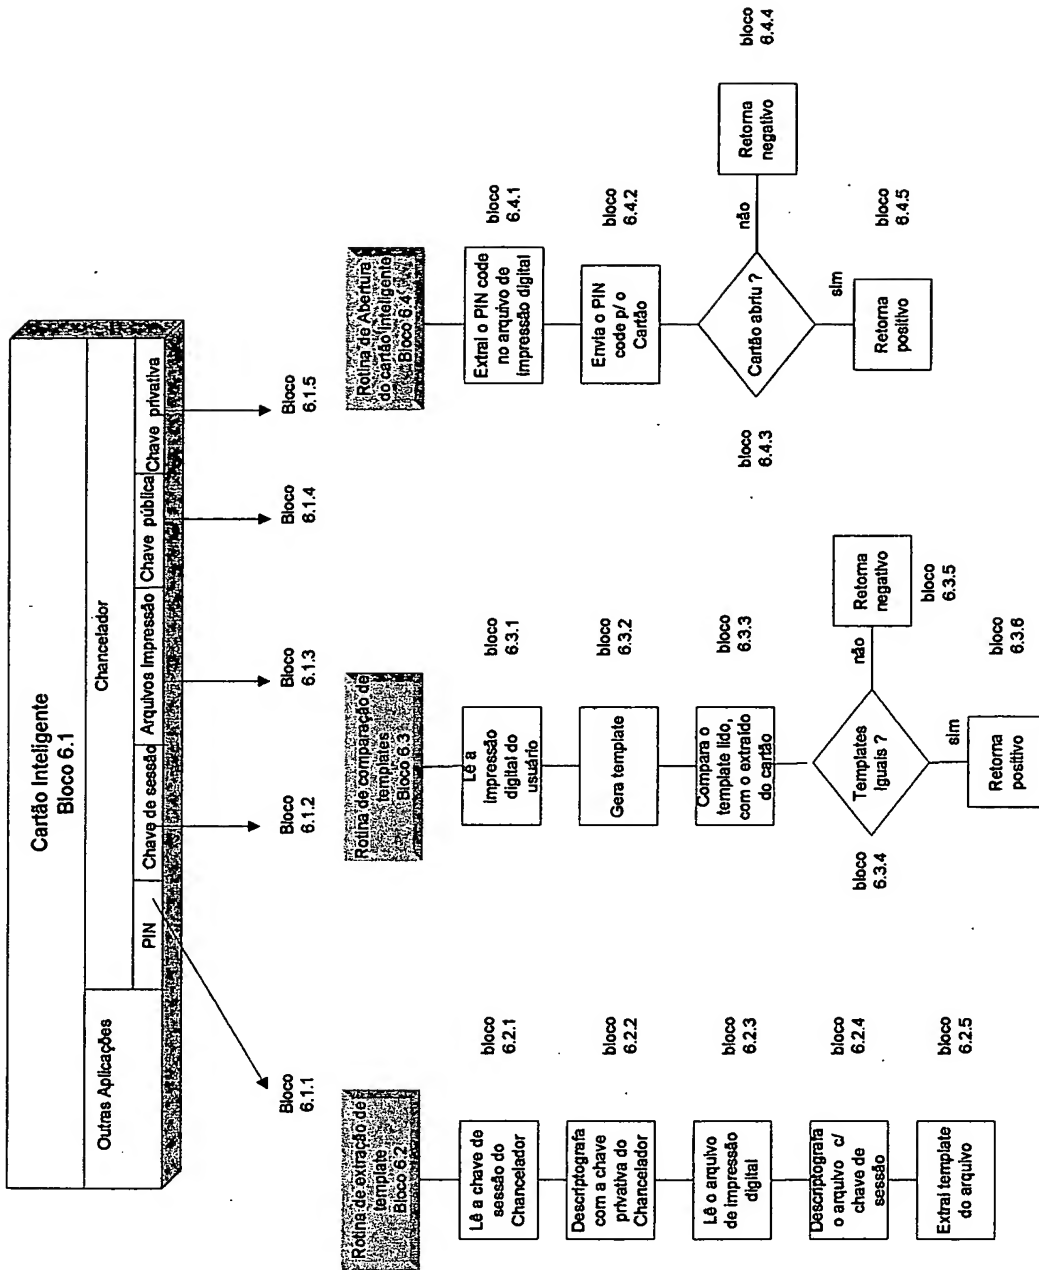 Cartão Inteligente
Bloco 6.1
Outras Aplicações
Chancelador
PIN
Chave de sessão
Arquivos Impressão
Chave pública
Chave privativa
Bloco
6.1.1
Bloco
6.1.2
Bloco
6.1.3
Bloco
6.1.4
Bloco
6.1.5
Rotina de extração de
template
Bloco 6.2
Lê a chave de
sessão do
Chancelador
bloco
6.2.1
Descriptografa
com a chave
privativa do
Chancelador
bloco
6.2.2
Lê o arquivo
de impressão
digital
bloco
6.2.3
Descriptografa
o arquivo c/
chave de
sessão
bloco
6.2.4
Extrai template
do arquivo
bloco
6.2.5
Rotina de comparação de
templates
Bloco 6.3
Lê a
Impressão
digital do
usuário
bloco
6.3.1
Gera template
bloco
6.3.2
Compara o
template lido,
com o extraído
do cartão
bloco
6.3.3
Templates
Iguais ?
bloco
6.3.4
não
Retorna
negativo
bloco
6.3.5
sim
Retorna
positivo
bloco
6.3.6
Rotina de Abertura
do cartão Inteligente
Bloco 6.4
Extrai o PIN code
no arquivo de
Impressão digital
bloco
6.4.1
Envia o PIN
code p/ o
Cartão
bloco
6.4.2
Cartão abriu ?
bloco
6.4.3
não
Retorna
negativo
bloco
6.4.4
sim
Retorna
positivo
bloco
6.4.5